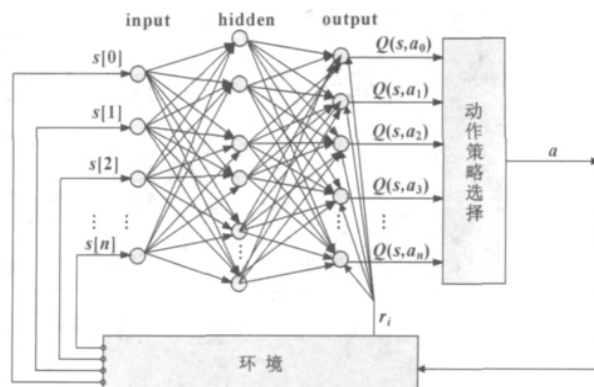 input hidden output
s[0] Q(s,a₀)
s[1] Q(s,a₁)
s[2] Q(s,a₂)
Q(s,a₃)
s[n] Q(s,aₙ)
动作策略选择
a
rᵢ
环境